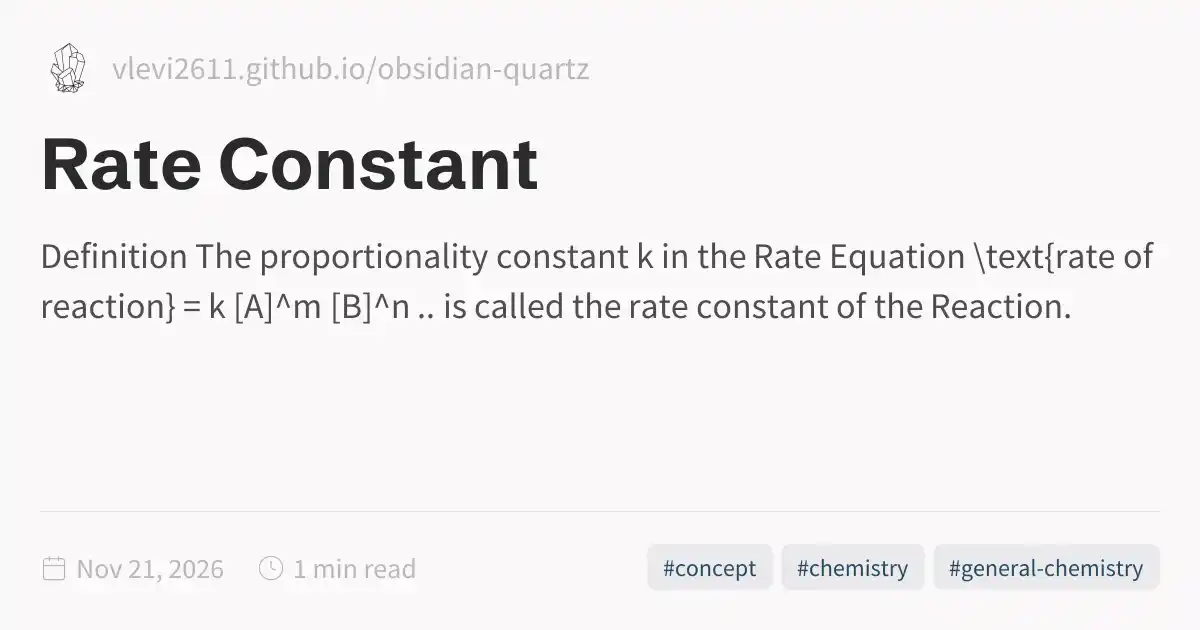 vlevi2611.github.io/obsidian-quartz
Rate Constant
Definition The proportionality constant k in the Rate Equation \text{rate of
reaction} = k [A]^m [B]^n .. is called the rate constant of the Reaction.
Nov 21, 2026 1 min read #concept #chemistry #general-chemistry